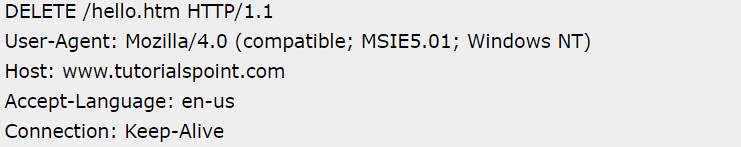 DELETE /hello.htm HTTP/1.1
User-Agent: Mozilla/4.0 (compatible; MSIE5.01; Windows NT)
Host: www.tutorialspoint.com
Accept-Language: en-us
Connection: Keep-Alive